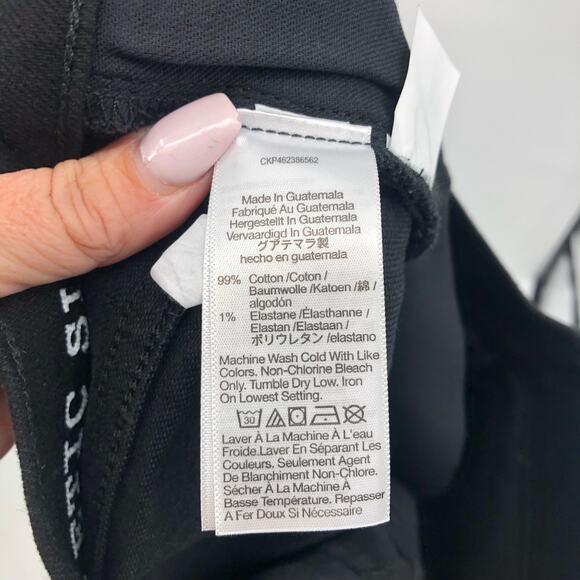 CKP462386562
Made In Guatemala
Fabriqué Au Guatemala
Hergestellt In Guatemala
Vervaardigd In Guatemala
グアテマラ製
hecho en guatemala
99% Cotton /Coton /
Baumwolle /Katoen /綿 /
algodón
1% Elastane /Élasthanne /
Elastan /Elastaan /
ポリウレタン /elastano
Machine Wash Cold With Like
Colors. Non-Chlorine Bleach
Only. Tumble Dry Low. Iron
On Lowest Setting.
30
Laver À La Machine À L'eau
Froide.Laver En Séparant Les
Couleurs. Seulement Agent
De Blanchiment Non-Chlore.
Sécher À La Machine À
Basse Température. Repasser
A Fer Doux Si Nécessaire